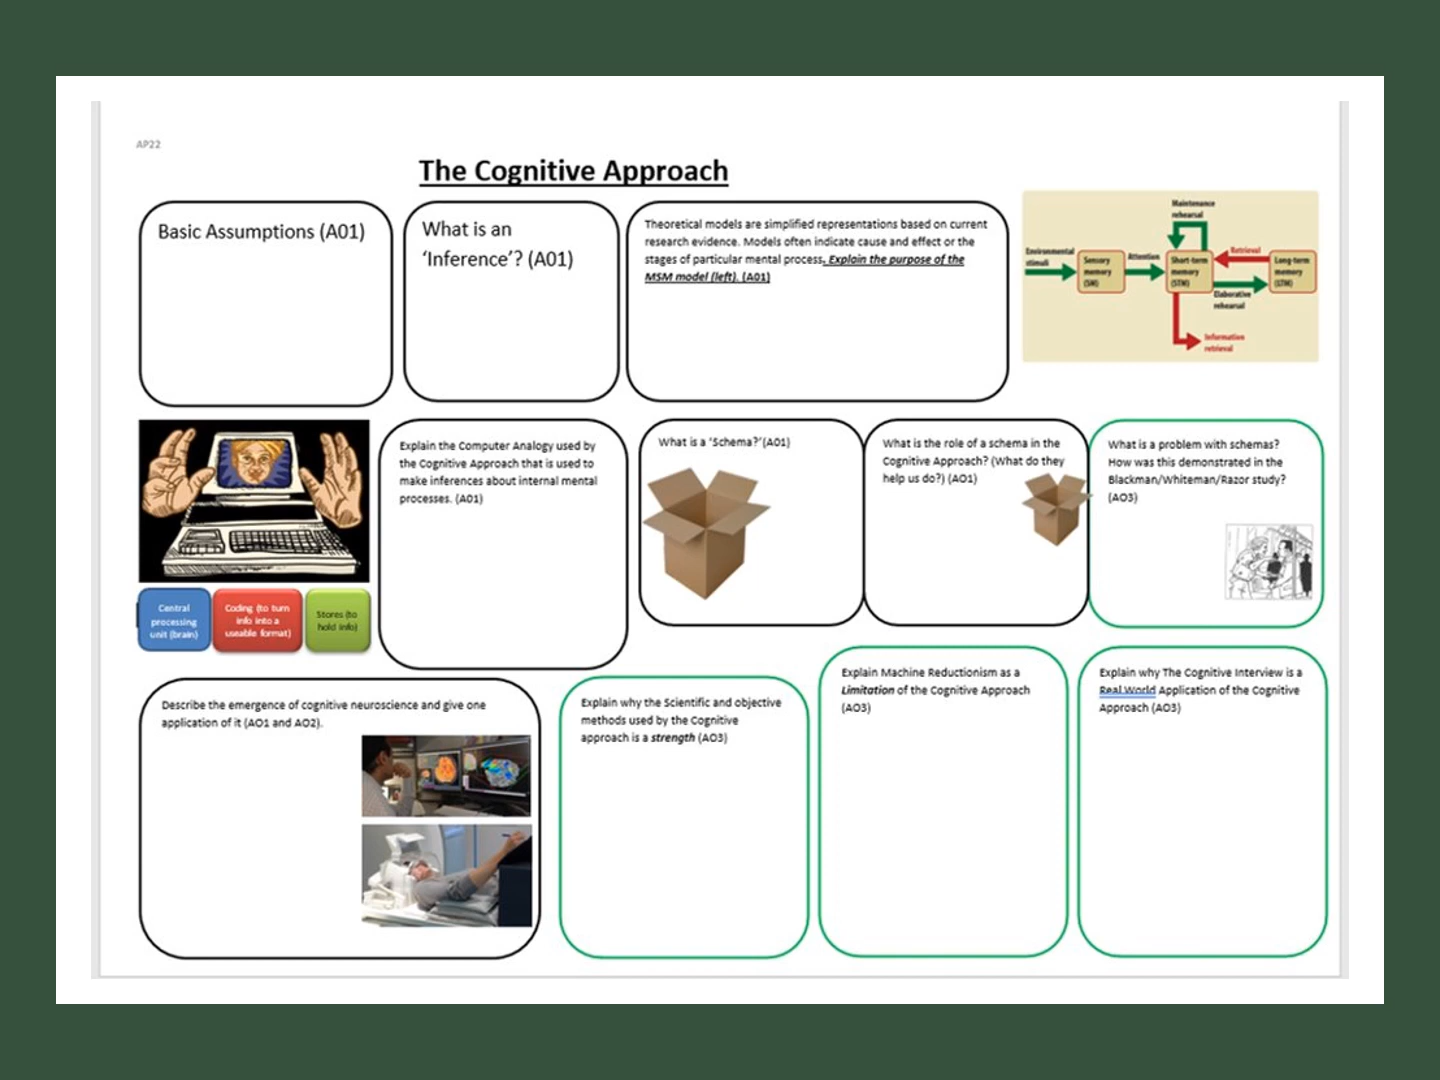 AP22
The Cognitive Approach
Basic Assumptions (A01)
What is an
‘Inference’? (A01)
Theoretical models are simplified representations based on current
research evidence. Models often indicate cause and effect or the
stages of particular mental process. Explain the purpose of the
MSM model (left). (A01)
Maintenance
rehearsal
Environmental
stimuli
Sensory
memory
(SM)
Attention
Short-term
memory
(STM)
Retrieval
Long-term
memory
(LTM)
Elaborative
rehearsal
Information
retrieval
Central
processing
unit (brain)
Coding (to turn
info into a
useable format)
Stores (to
hold info)
Explain the Computer Analogy used by
the Cognitive Approach that is used to
make inferences about internal mental
processes. (A01)
What is a ‘Schema?’(A01)
What is the role of a schema in the
Cognitive Approach? (What do they
help us do?) (AO1)
What is a problem with schemas?
How was this demonstrated in the
Blackman/Whiteman/Razor study?
(AO3)
Describe the emergence of cognitive neuroscience and give one
application of it (AO1 and AO2).
Explain why the Scientific and objective
methods used by the Cognitive
approach is a strength (AO3)
Explain Machine Reductionism as a
Limitation of the Cognitive Approach
(AO3)
Explain why The Cognitive Interview is a
Real World Application of the Cognitive
Approach (AO3)